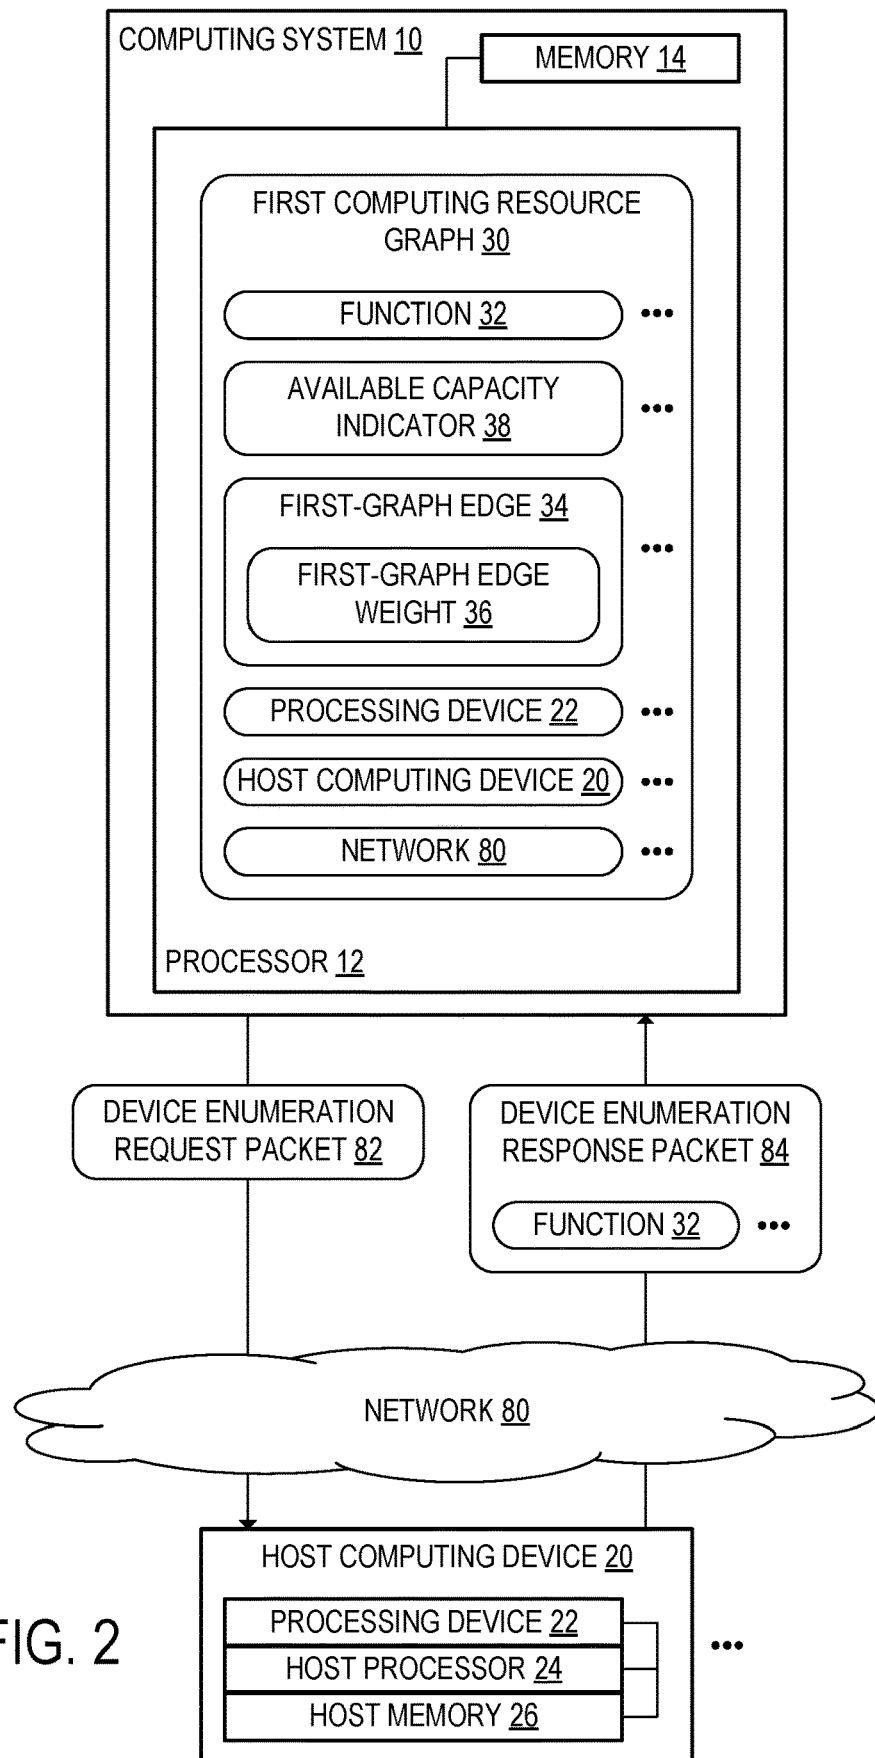 COMPUTING SYSTEM 10
MEMORY 14
FIRST COMPUTING RESOURCE
GRAPH 30
FUNCTION 32
AVAILABLE CAPACITY
INDICATOR 38
FIRST-GRAPH EDGE 34
FIRST-GRAPH EDGE
WEIGHT 36
PROCESSING DEVICE 22
HOST COMPUTING DEVICE 20
NETWORK 80
PROCESSOR 12
DEVICE ENUMERATION
REQUEST PACKET 82
DEVICE ENUMERATION
RESPONSE PACKET 84
FUNCTION 32
NETWORK 80
HOST COMPUTING DEVICE 20
PROCESSING DEVICE 22
HOST PROCESSOR 24
HOST MEMORY 26
FIG. 2